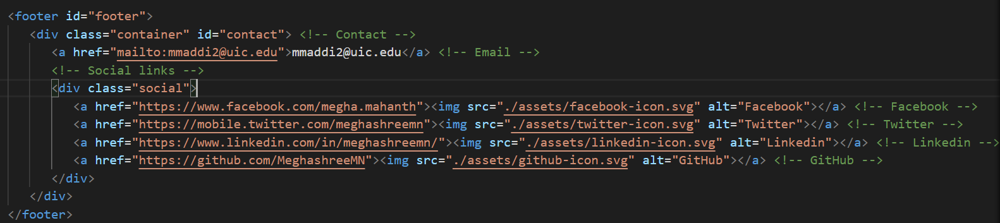 <footer id="footer">
<div class="container" id="contact"> <!-- Contact -->
<a href="mailto:mmaddi2@uic.edu">mmaddi2@uic.edu</a> <!-- Email -->
<!-- Social links -->
<div class="social">
<a href="https://www.facebook.com/megha.mahanth"><img src="./assets/facebook-icon.svg" alt="Facebook"></a> <!-- Facebook -->
<a href="https://mobile.twitter.com/meghashreemn"><img src="./assets/twitter-icon.svg" alt="Twitter"></a> <!-- Twitter -->
<a href="https://www.linkedin.com/in/meghashreemn/"><img src="./assets/linkedin-icon.svg" alt="Linkedin"></a> <!-- Linkedin -->
<a href="https://github.com/MeghashreeMN"><img src="./assets/github-icon.svg" alt="GitHub"></a> <!-- GitHub -->
</div>
</div>
</footer>